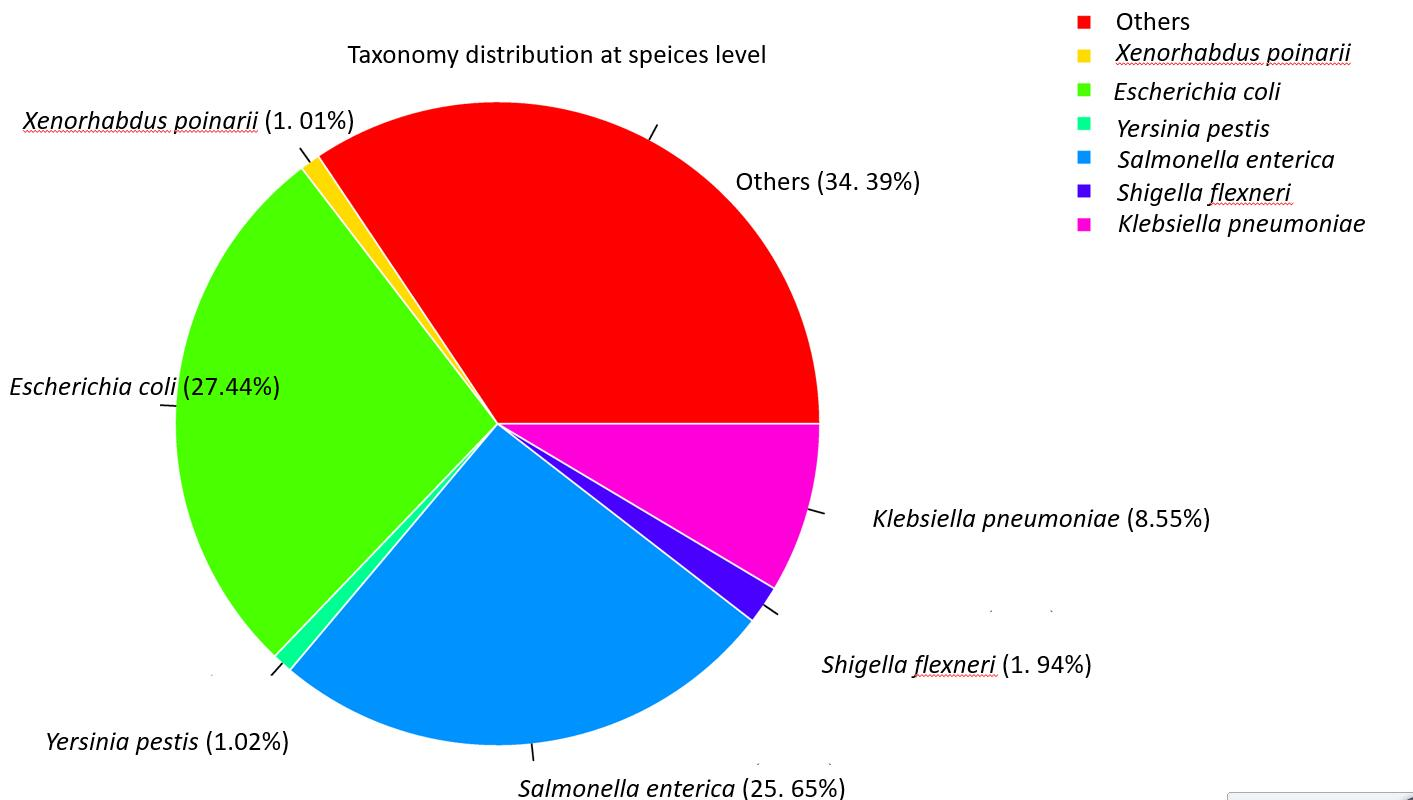 Taxonomy distribution at speices level
Others
Xenorhabdus poinarii
Escherichia coli
Yersinia pestis
Salmonella enterica
Shigella flexneri
Klebsiella pneumoniae
Xenorhabdus poinarii (1. 01%)
Others (34. 39%)
Escherichia coli (27.44%)
Klebsiella pneumoniae (8.55%)
Shigella flexneri (1. 94%)
Yersinia pestis (1.02%)
Salmonella enterica (25. 65%)